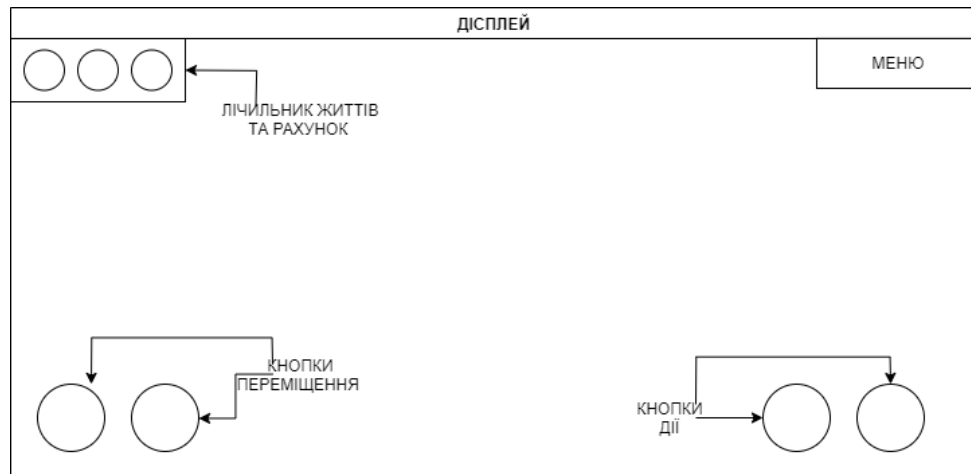 ДІСПЛЕЙ
МЕНЮ
ЛІЧИЛЬНИК ЖИТТІВ
ТА РАХУНОК
КНОПКИ
ПЕРЕМІЩЕННЯ
КНОПКИ
ДІЇ